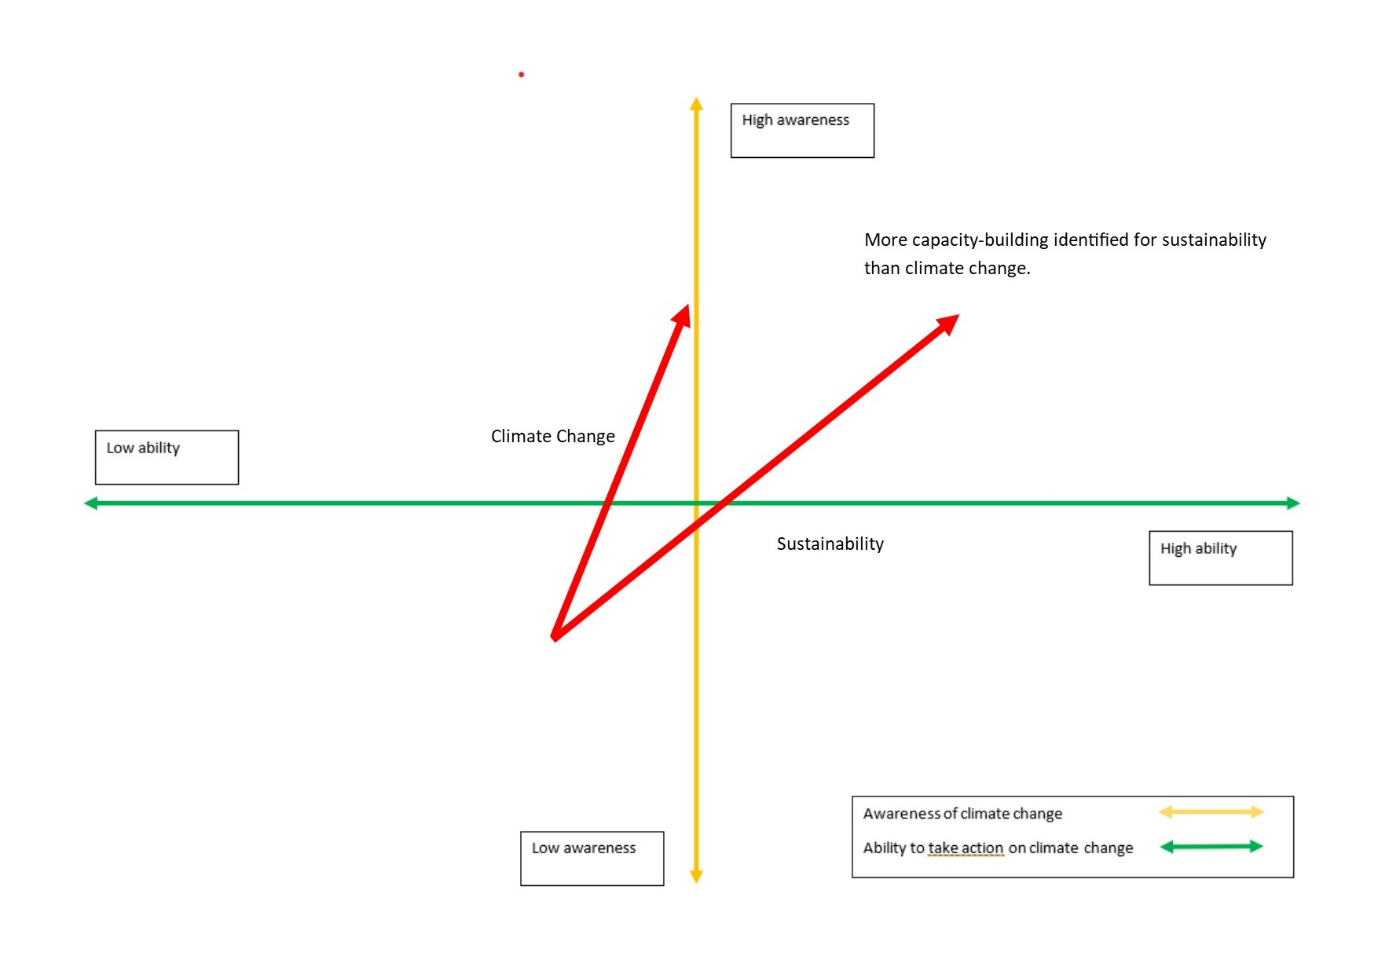 High awareness
More capacity-building identified for sustainability
than climate change.
Climate Change
Low ability
Sustainability
High ability
Awareness of climate change
Ability to take action on climate change
Low awareness